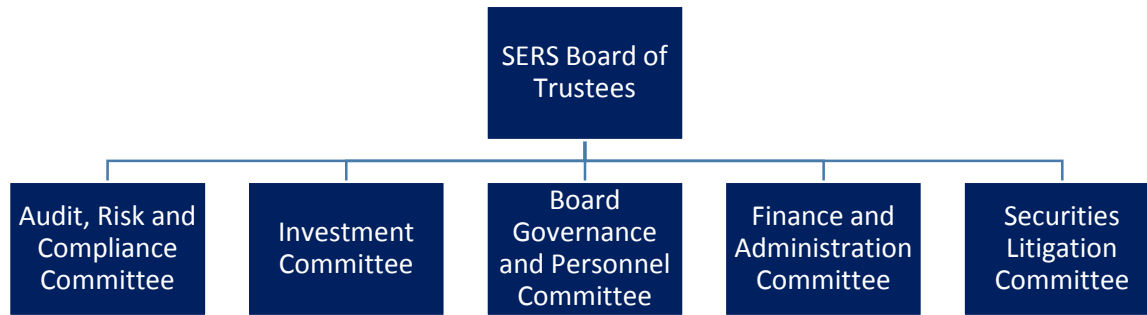 SERS Board of
Trustees
Audit, Risk and
Compliance
Committee
Investment
Committee
Board
Governance
and Personnel
Committee
Finance and
Administration
Committee
Securities
Litigation
Committee